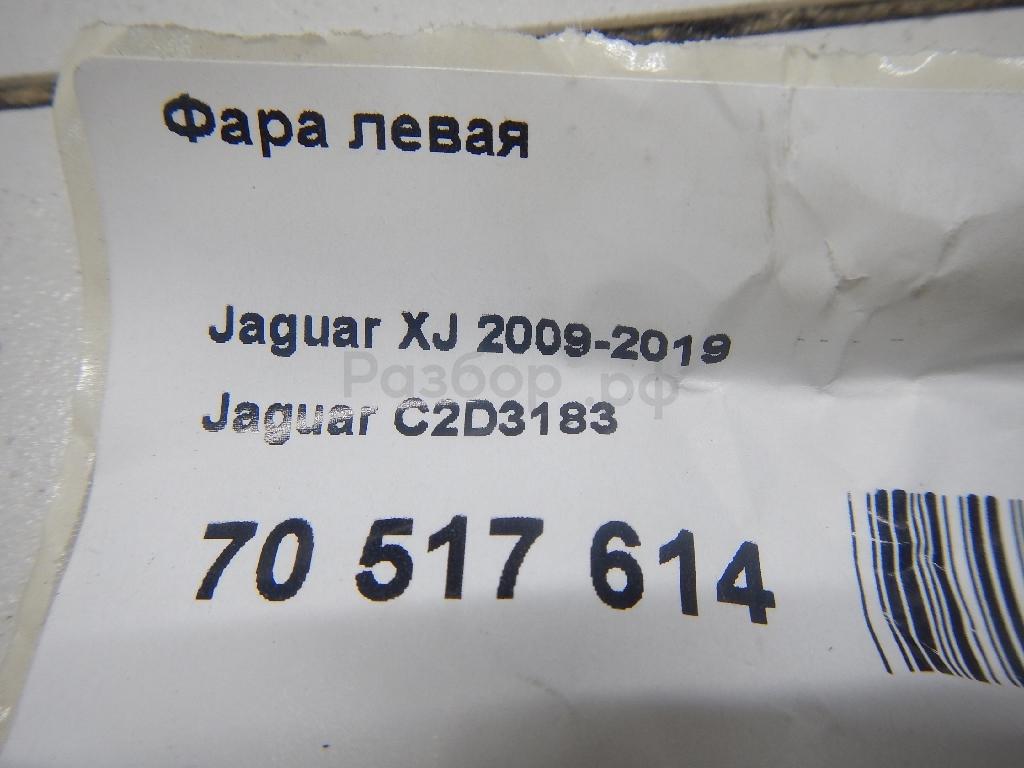 Фара левая
Jaguar XJ 2009-2019
Разбор.рф
Jaguar C2D3183
70 517 614